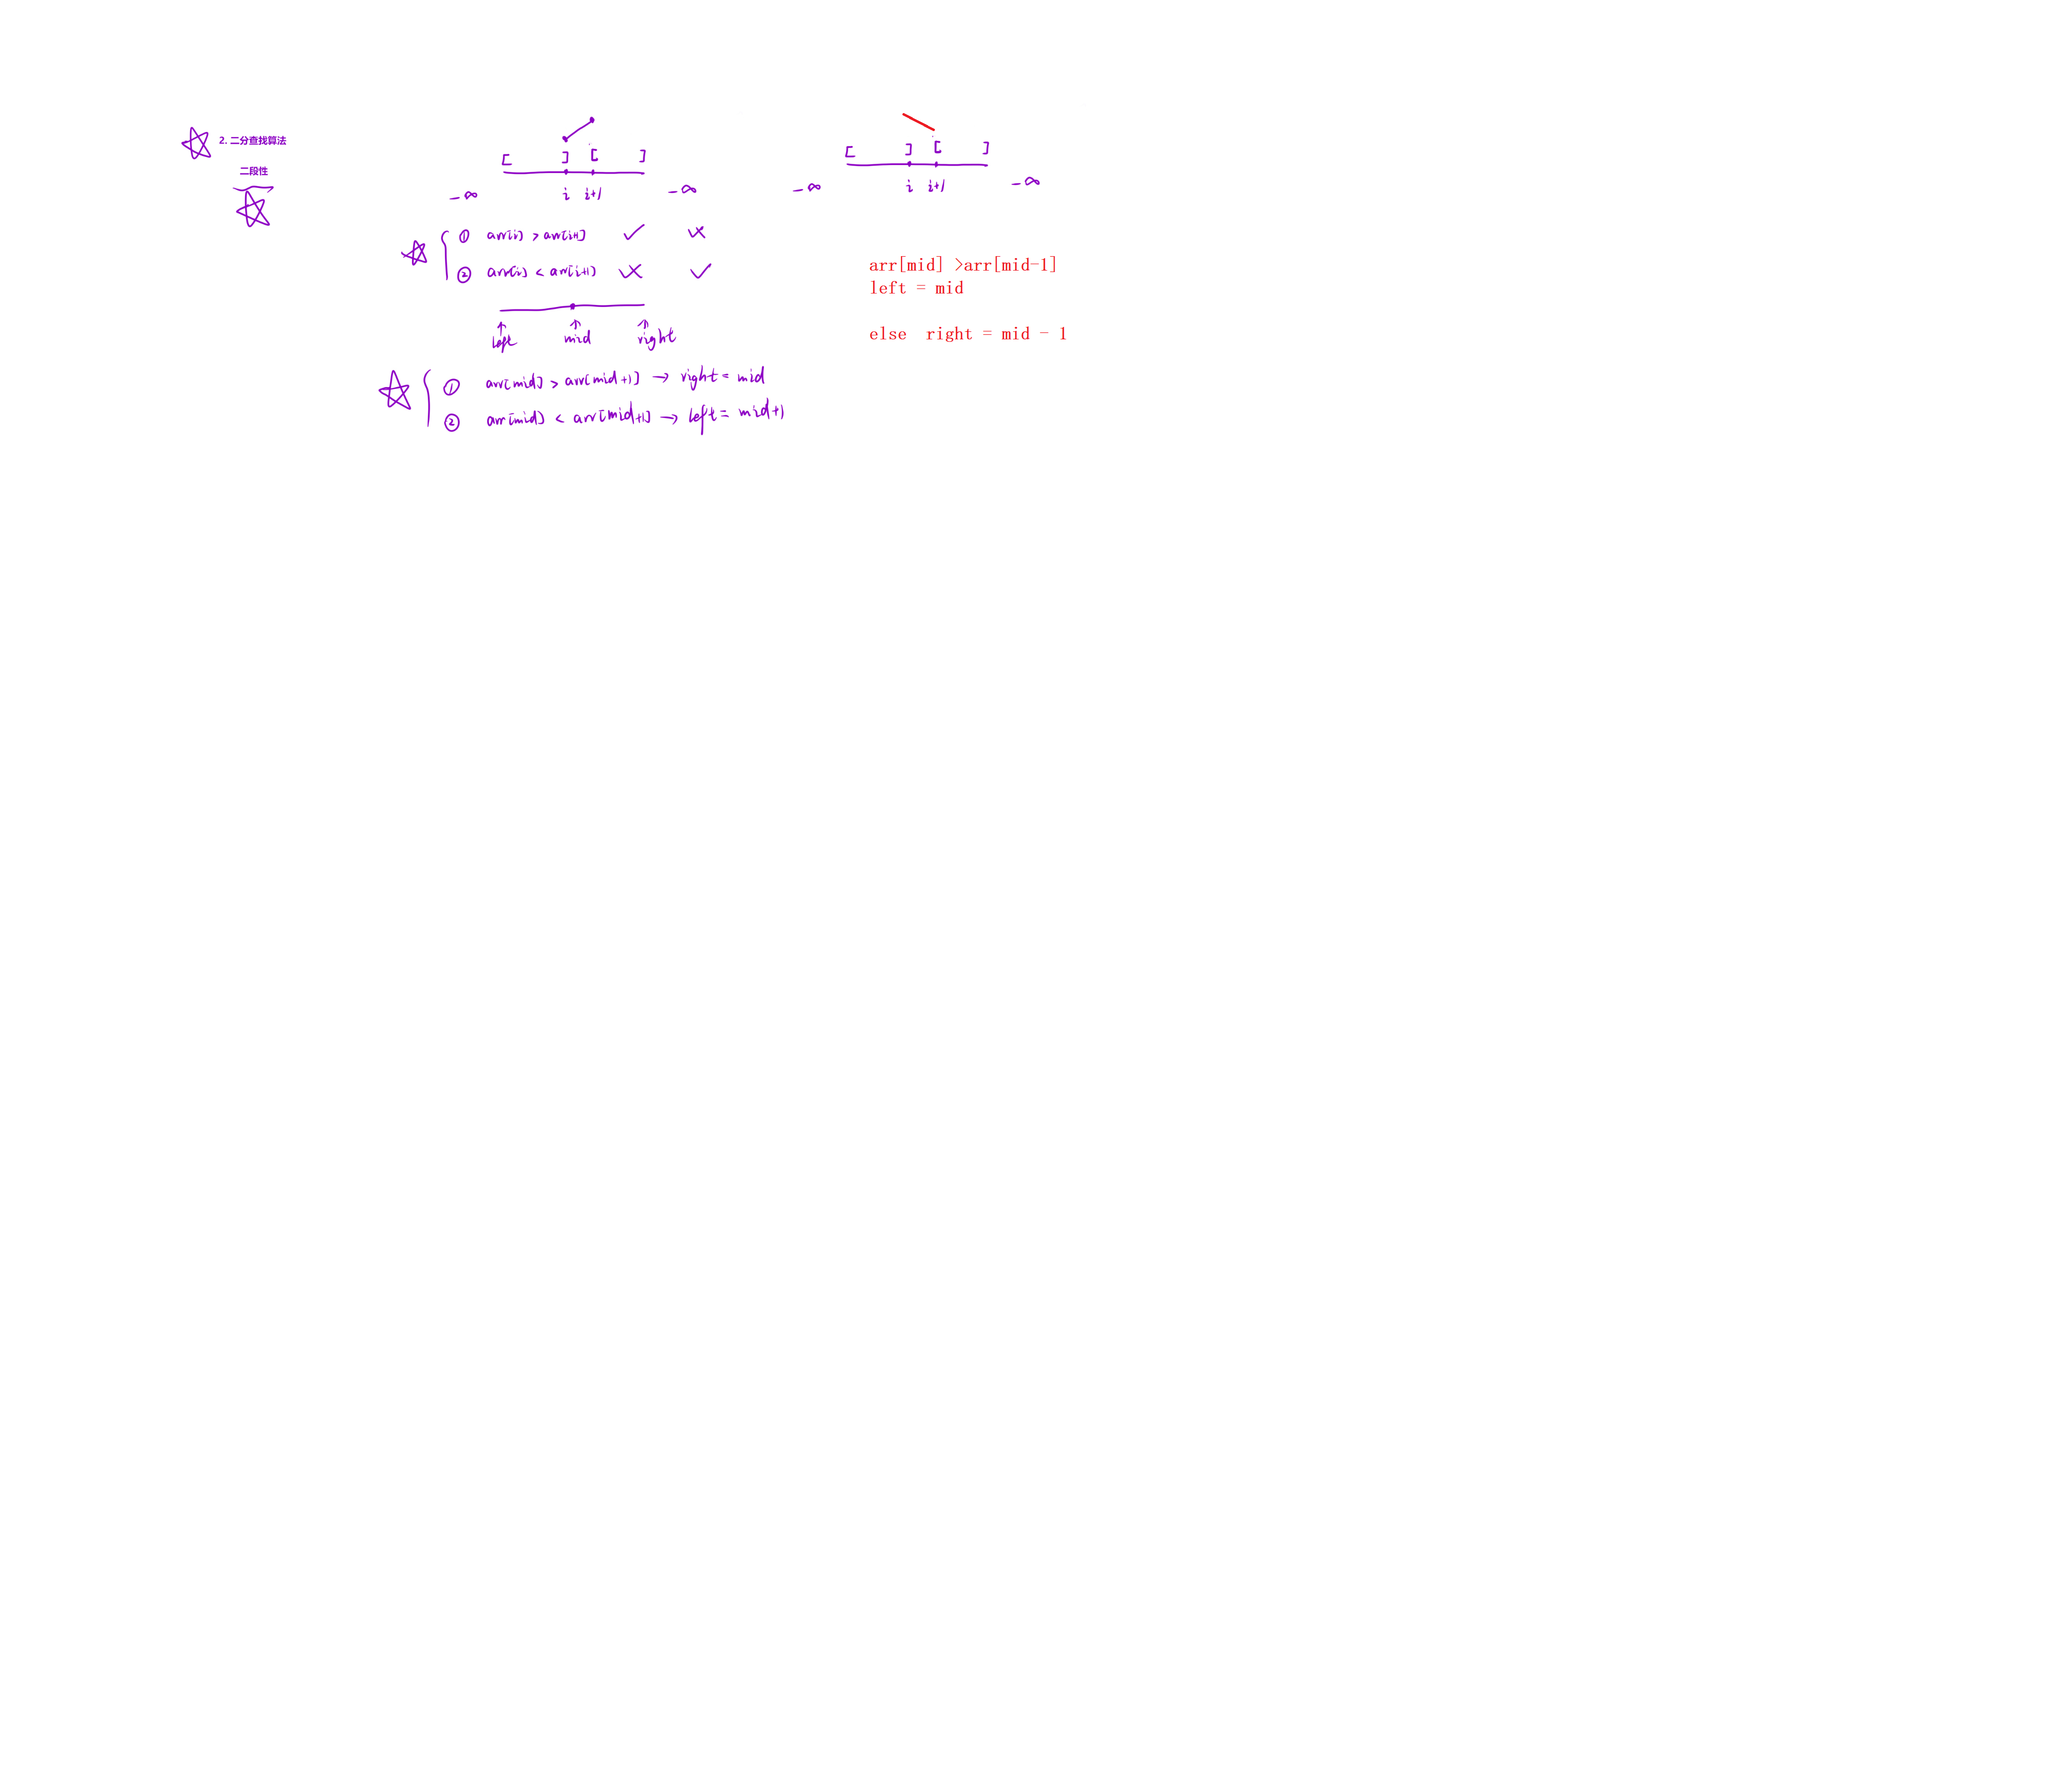 2. 二分查找算法
二段性
[ ] [ ]
-∞ i i+1 -∞
① arr[i] > arr[i+1] ✓ ×
② arr[i] < arr[i+1] × ✓
left mid right
① arr[mid] > arr[mid+1] → right = mid
② arr[mid] < arr[mid+1] → left = mid+1
[ ] [ ]
-∞ i i+1 -∞
arr[mid] >arr[mid-1]
left = mid
else right = mid - 1